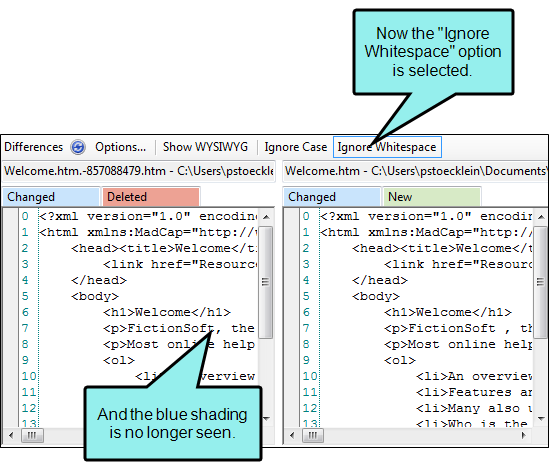 Now the "Ignore
Whitespace" option
is selected.
Differences Options... Show WYSIWYG Ignore Case Ignore Whitespace
Welcome.htm.-857088479.htm - C:\Users\pstoecklei
Changed Deleted
0 <?xml version="1.0" encodin
1 <html xmlns:MadCap="http://w
2 <head><title>Welcome</ti
3 <link href="Resourc
4 </head>
5 <body>
6 <h1>Welcome</h1>
7 <p>FictionSoft, the
8 <p>Most online help
9 <ol>
10 <li> overview
11
12
13
Welcome.htm - C:\Users\pstoecklein\Documents\
Changed New
0 <?xml version="1.0" encodin
1 <html xmlns:MadCap="http://
2 <head><title>Welcome</t
3 <link href="Resourc
4 </head>
5 <body>
6 <h1>Welcome</h1>
7 <p>FictionSoft , th
8 <p>Most online help
9 <ol>
10 <li>An overview
11 <li>Features an
12 <li>Many also u
13 <li>Who is the
And the blue shading
is no longer seen.